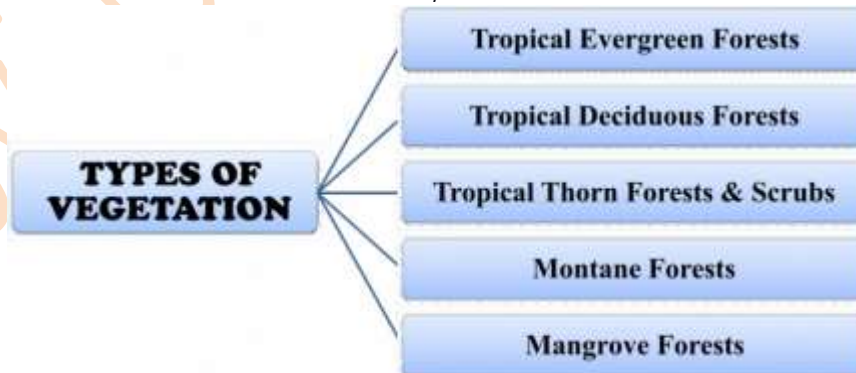 TYPES OF
VEGETATION
Tropical Evergreen Forests
Tropical Deciduous Forests
Tropical Thorn Forests & Scrubs
Montane Forests
Mangrove Forests